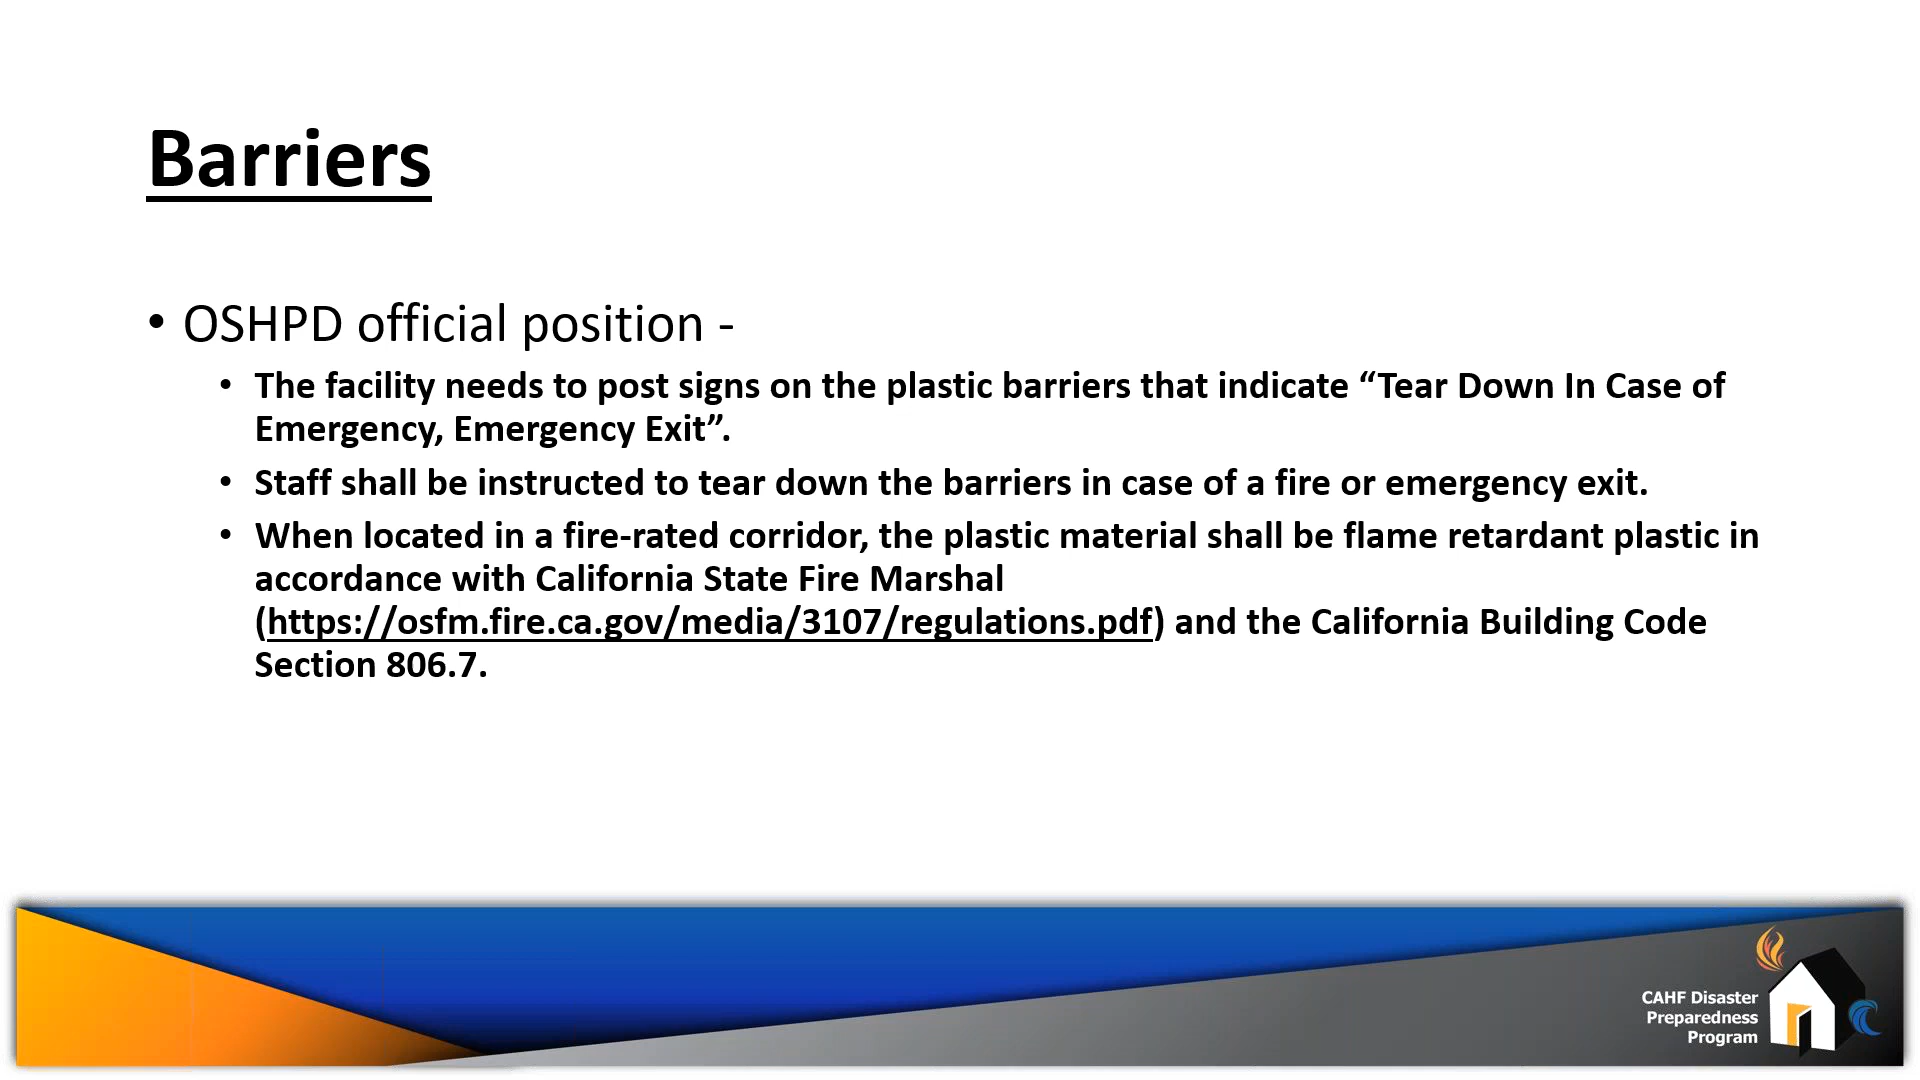 Barriers
• OSHPD official position -
• The facility needs to post signs on the plastic barriers that indicate “Tear Down In Case of
Emergency, Emergency Exit”.
• Staff shall be instructed to tear down the barriers in case of a fire or emergency exit.
• When located in a fire-rated corridor, the plastic material shall be flame retardant plastic in
accordance with California State Fire Marshal
(https://osfm.fire.ca.gov/media/3107/regulations.pdf) and the California Building Code
Section 806.7.
CAHF Disaster
Preparedness
Program